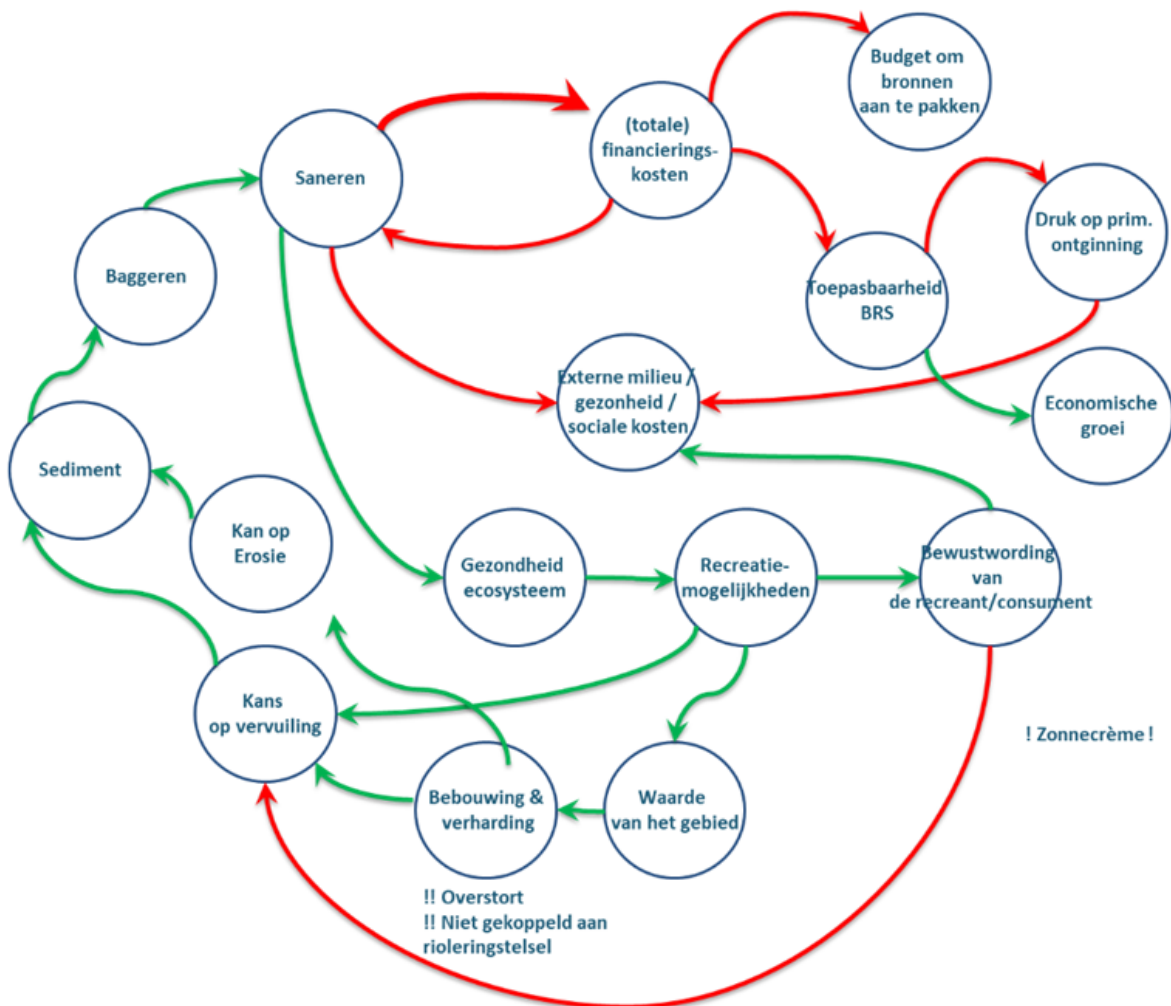 Budget om
bronnen
aan te pakken
(totale)
financierings-
kosten
Saneren
Druk op prim.
ontginning
Baggeren
Toepasbaarheid
BRS
Externe milieu /
gezonheid /
sociale kosten
Economische
groei
Sediment
Kan op
Erosie
Gezondheid
ecosysteem
Recreatie-
mogelijkheden
Bewustwording
van
de recreant/consument
Kans
op vervuiling
! Zonnecrème !
Bebouwing &
verharding
Waarde
van het gebied
!! Overstort
!! Niet gekoppeld aan
rioleringstelsel